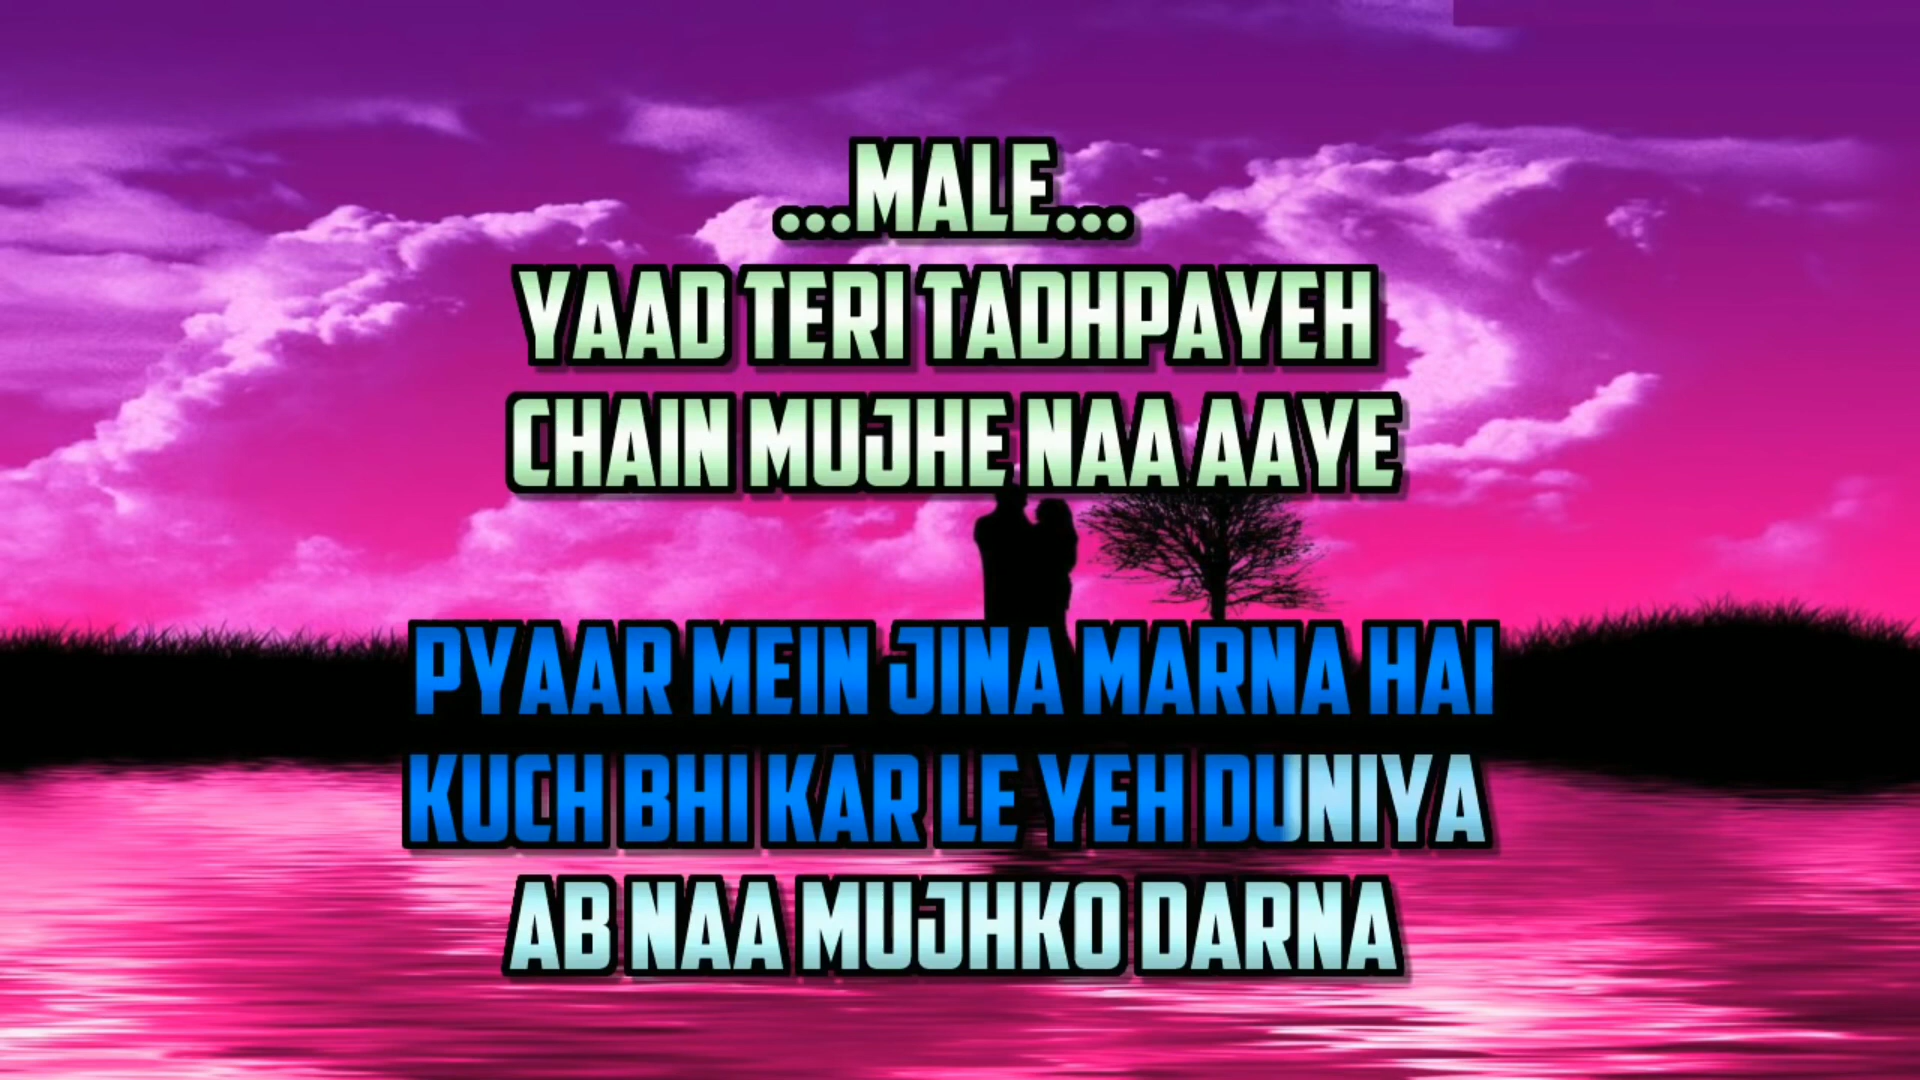 ...MALE...
YAAD TERI TADHPAYEH
CHAIN MUJHE NAA AAYE
PYAAR MEIN JINA MARNA HAI
KUCH BHI KAR LE YEH DUNIYA
AB NAA MUJHKO DARNA